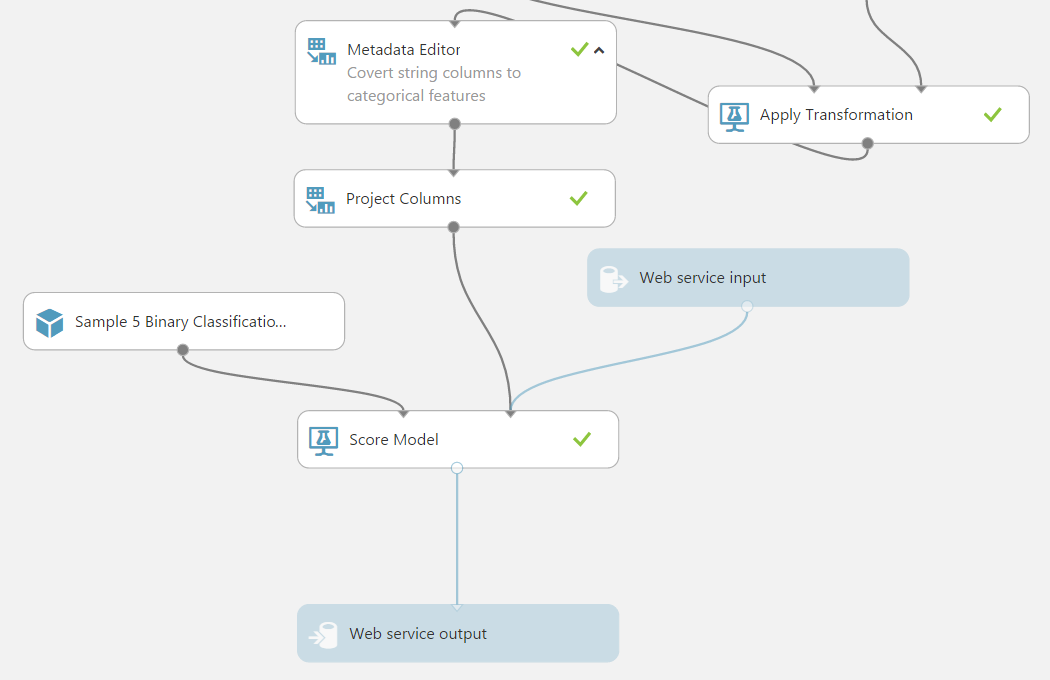 Metadata Editor
Covert string columns to
categorical features
Apply Transformation
Project Columns
Web service input
Sample 5 Binary Classificatio...
Score Model
Web service output